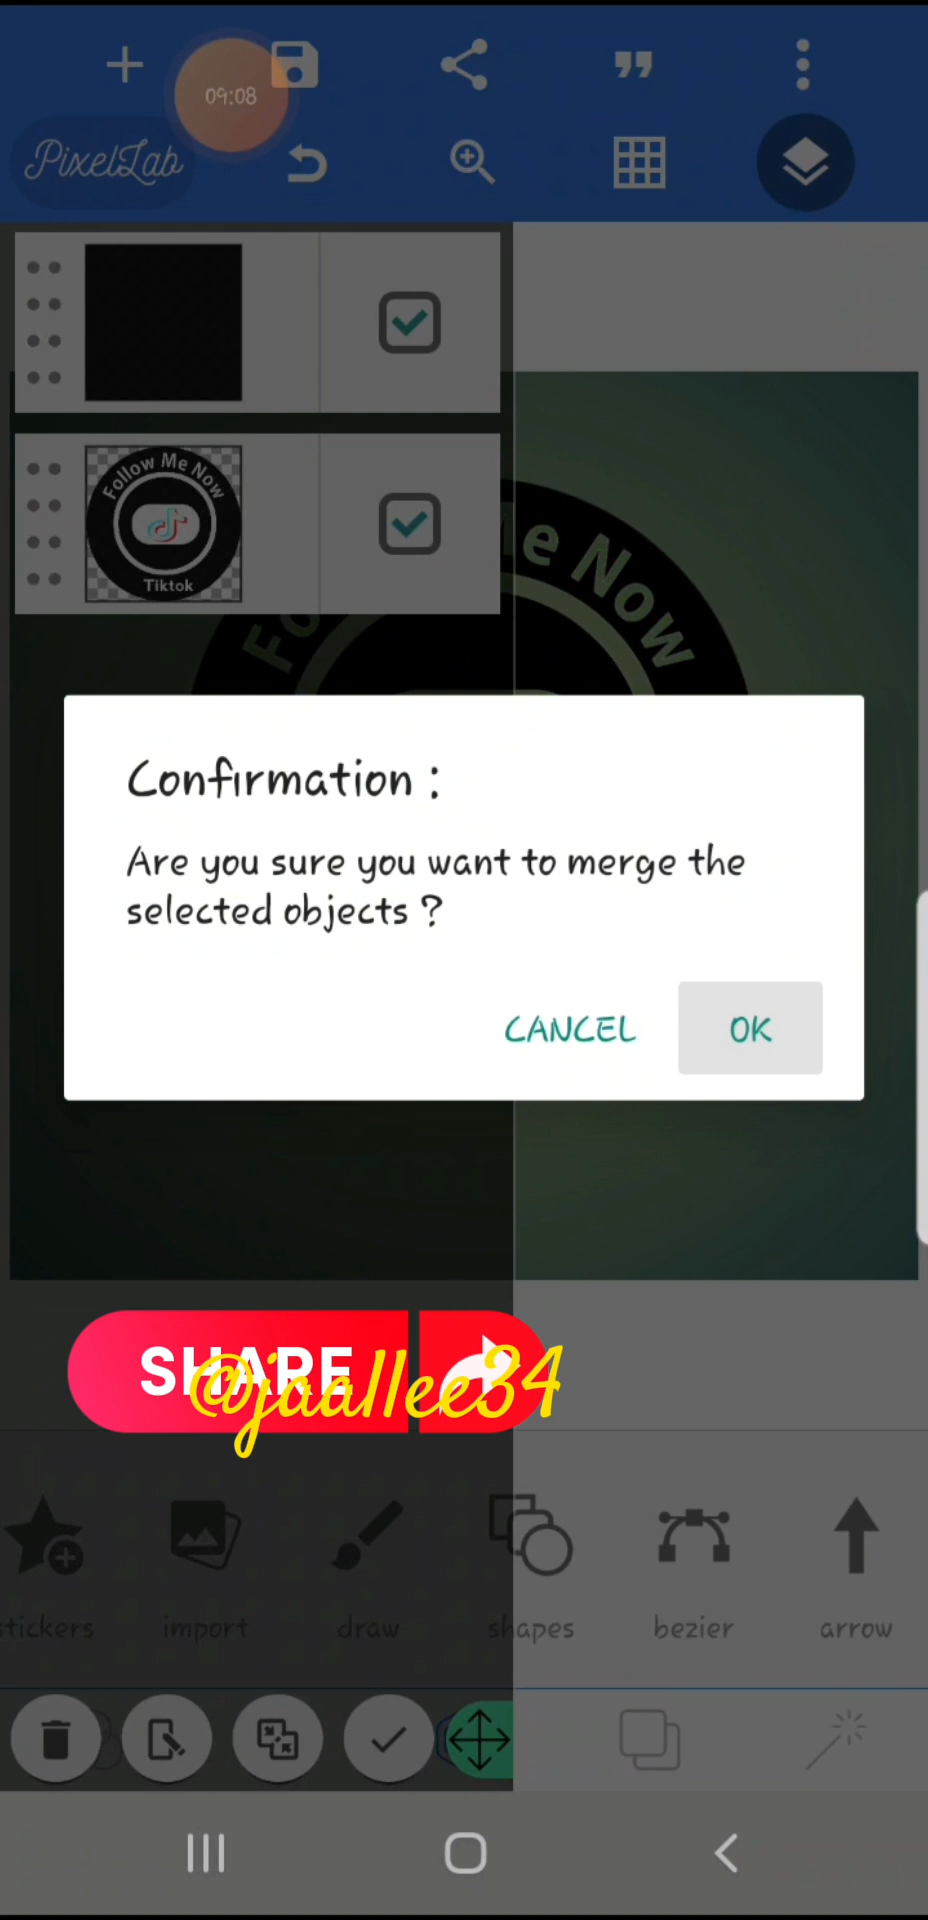 09:08
PixelLab
Follow Me Now
Tiktok
e Now
Fo
Confirmation :
Are you sure you want to merge the
selected objects ?
CANCEL
OK
SHARE
@jaallee34
stickers
import
draw
shapes
bezier
arrow